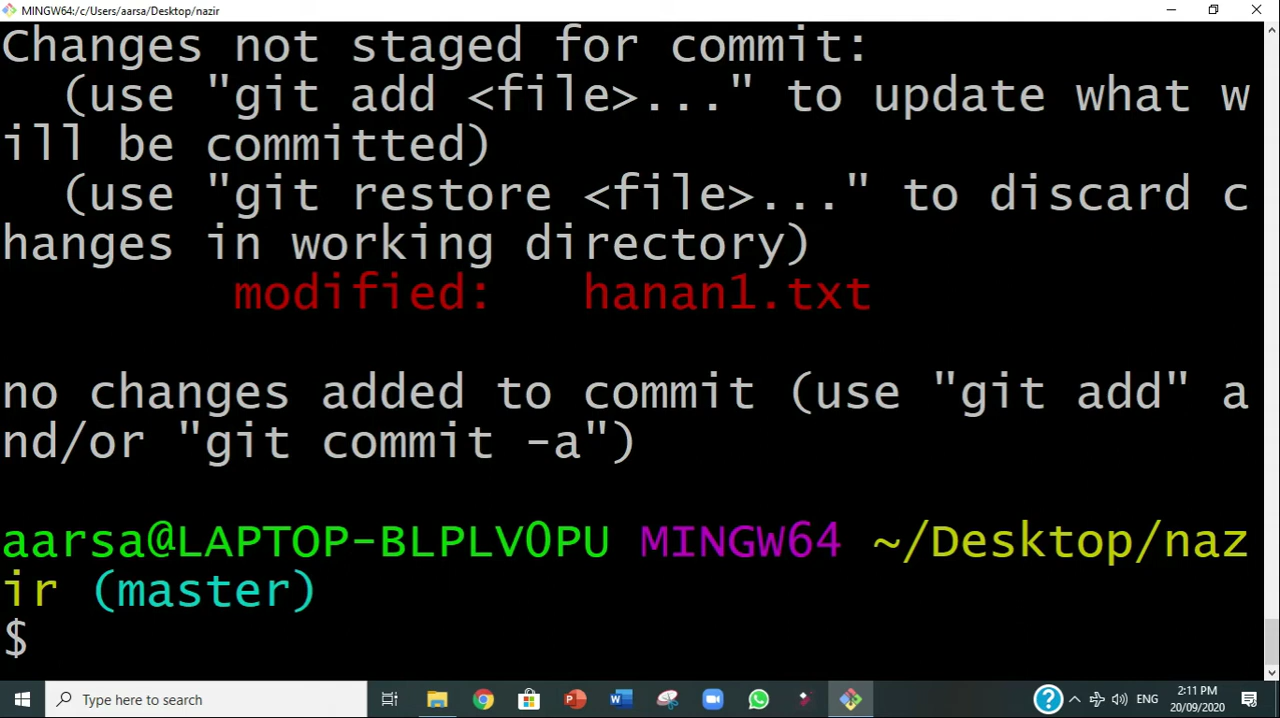 MINGW64:/c/Users/aarsa/Desktop/nazir
Changes not staged for commit:
  (use "git add <file>..." to update what w
ill be committed)
  (use "git restore <file>..." to discard c
hanges in working directory)
        modified:   hanan1.txt
no changes added to commit (use "git add" a
nd/or "git commit -a")
aarsa@LAPTOP-BLPLV0PU MINGW64 ~/Desktop/naz
ir (master)
$
Type here to search
ENG
2:11 PM
20/09/2020